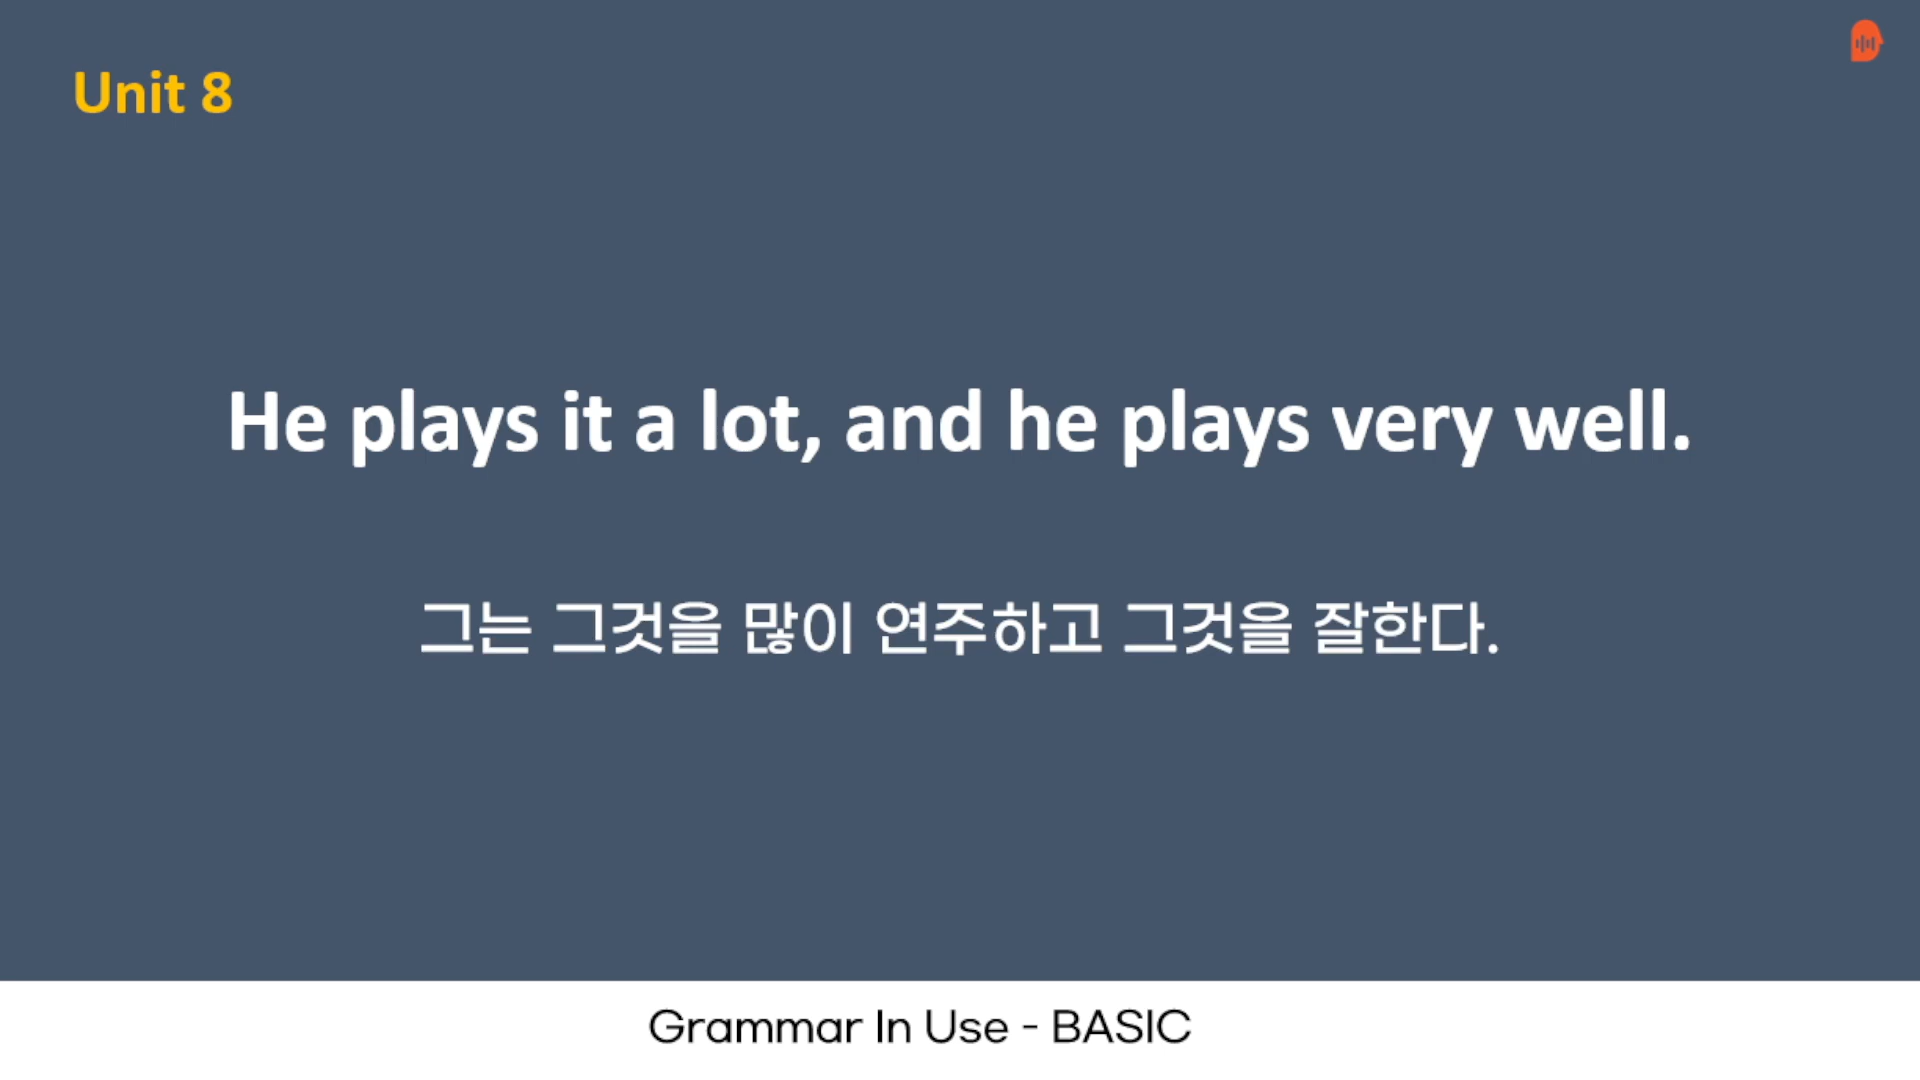 Unit 8
He plays it a lot, and he plays very well.
그는 그것을 많이 연주하고 그것을 잘한다.
Grammar In Use - BASIC